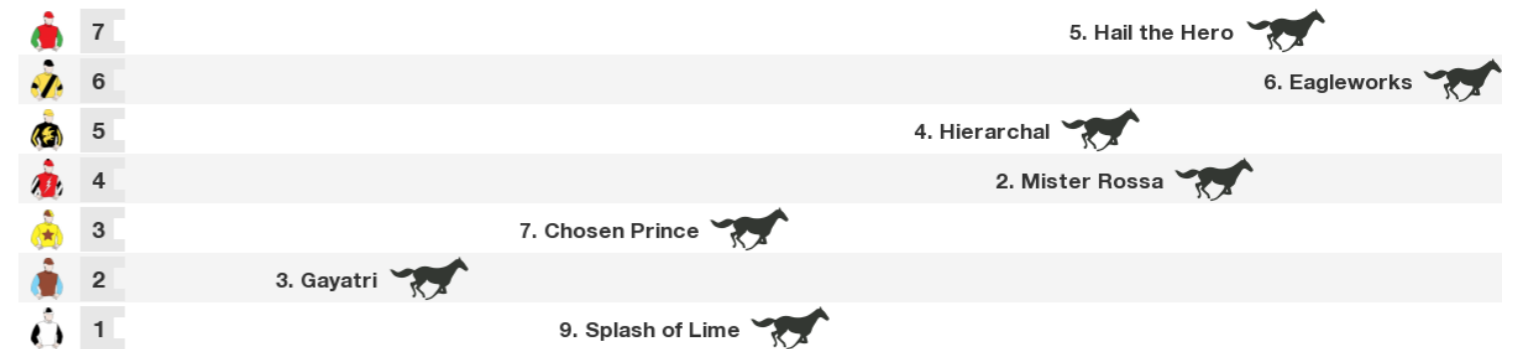 7 5. Hail the Hero
6 6. Eagleworks
5 4. Hierarchal
4 2. Mister Rossa
3 7. Chosen Prince
2 3. Gayatri
1 9. Splash of Lime